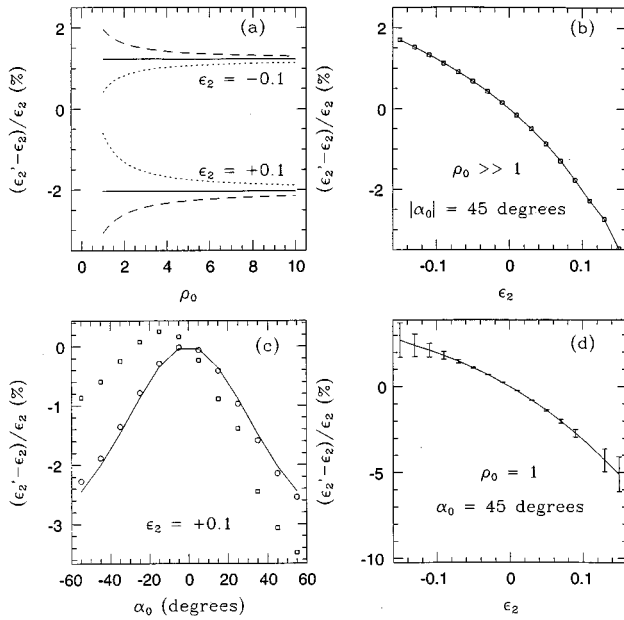 (a)
(ε₂'−ε₂)/ε₂ (%)
2
0
-2
ε₂ = −0.1
ε₂ = +0.1
0 2 4 6 8 10
ρ₀
(b)
(ε₂'−ε₂)/ε₂ (%)
2
0
2
ρ₀ >> 1
|α₀| = 45 degrees
-0.1 0 0.1
ε₂
(c)
(ε₂'−ε₂)/ε₂ (%)
0
-1
-2
-3
ε₂ = +0.1
-60 -40 -20 0 20 40 60
α₀ (degrees)
(d)
(ε₂'−ε₂)/ε₂ (%)
0
-5
-10
ρ₀ = 1
α₀ = 45 degrees
-0.1 0 0.1
ε₂